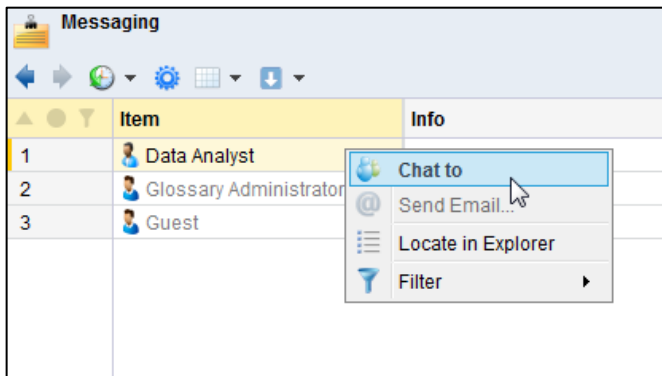 Messaging
Item Info
1 Data Analyst
2 Glossary Administrator
3 Guest
Chat to
Send Email...
Locate in Explorer
Filter